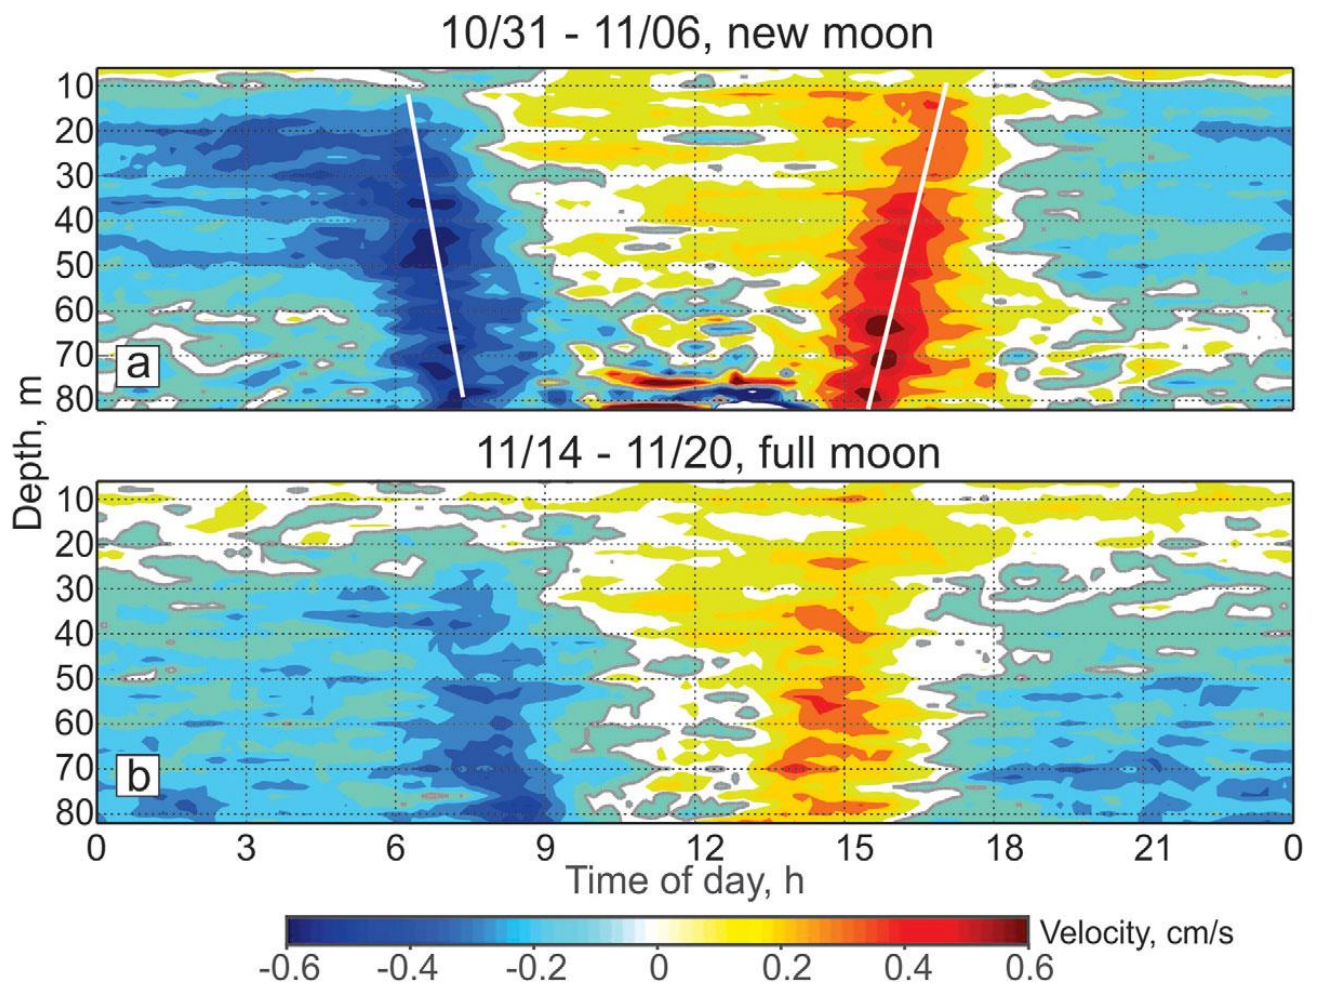 10/31 - 11/06, new moon
10
20
30
40
50
60
70
80
a
Depth, m
11/14 - 11/20, full moon
10
20
30
40
50
60
70
80
b
0 3 6 9 12 15 18 21 0
Time of day, h
Velocity, cm/s
-0.6 -0.4 -0.2 0 0.2 0.4 0.6